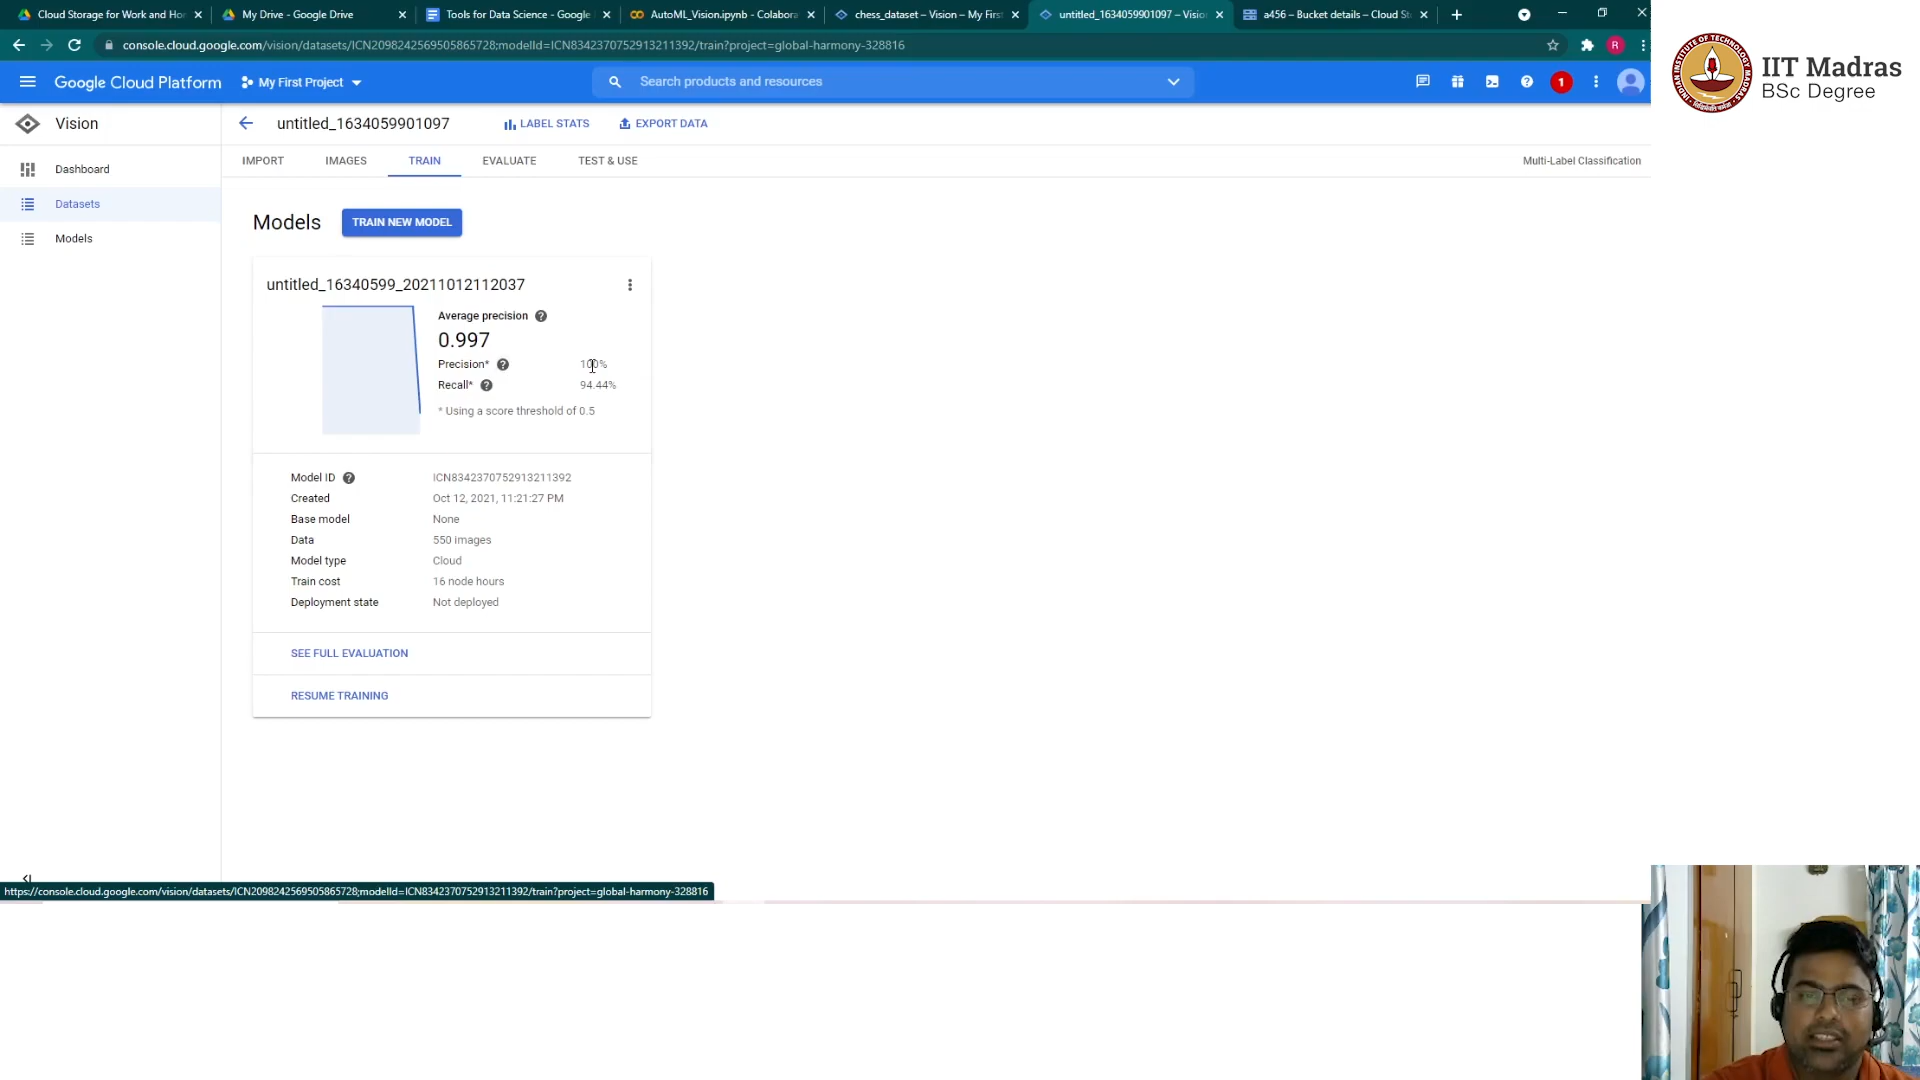 Cloud Storage for Work and Ho
My Drive - Google Drive
Tools for Data Science - Google
AutoML_Vision.ipynb - Colabora
chess_dataset – Vision – My First
untitled_1634059901097 – Visio
a456 – Bucket details – Cloud St
console.cloud.google.com/vision/datasets/ICN2098242569505865728;modelId=ICN8342370752913211392/train?project=global-harmony-328816
R
Google Cloud Platform
My First Project
Search products and resources
1
IIT Madras
BSc Degree
Vision
untitled_1634059901097
LABEL STATS
EXPORT DATA
Dashboard
Datasets
Models
IMPORT
IMAGES
TRAIN
EVALUATE
TEST & USE
Multi-Label Classification
Models
TRAIN NEW MODEL
untitled_16340599_20211012112037
Average precision
0.997
Precision* 100%
Recall* 94.44%
* Using a score threshold of 0.5
Model ID ICN8342370752913211392
Created Oct 12, 2021, 11:21:27 PM
Base model None
Data 550 images
Model type Cloud
Train cost 16 node hours
Deployment state Not deployed
SEE FULL EVALUATION
RESUME TRAINING
https://console.cloud.google.com/vision/datasets/ICN2098242569505865728;modelId=ICN8342370752913211392/train?project=global-harmony-328816